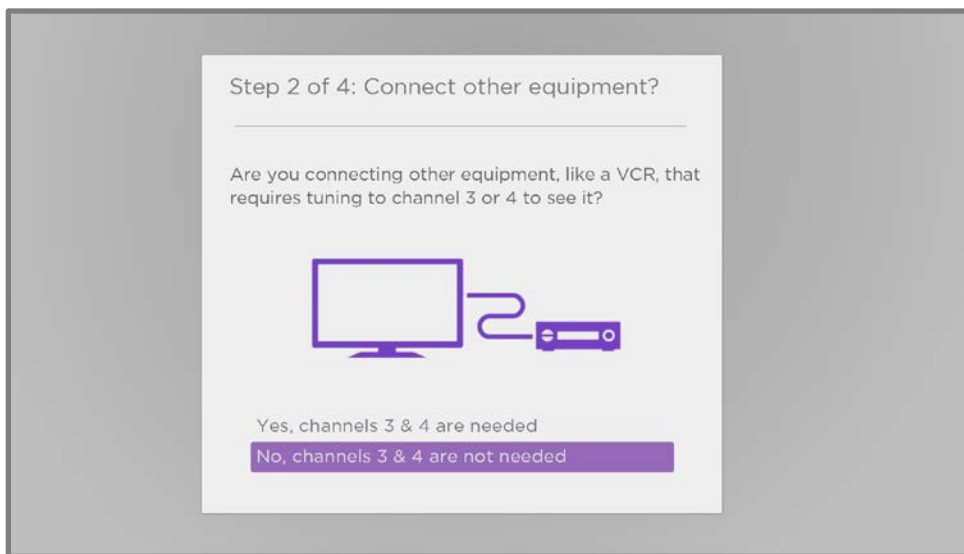 Step 2 of 4: Connect other equipment?
Are you connecting other equipment, like a VCR, that
requires tuning to channel 3 or 4 to see it?
Yes, channels 3 & 4 are needed
No, channels 3 & 4 are not needed